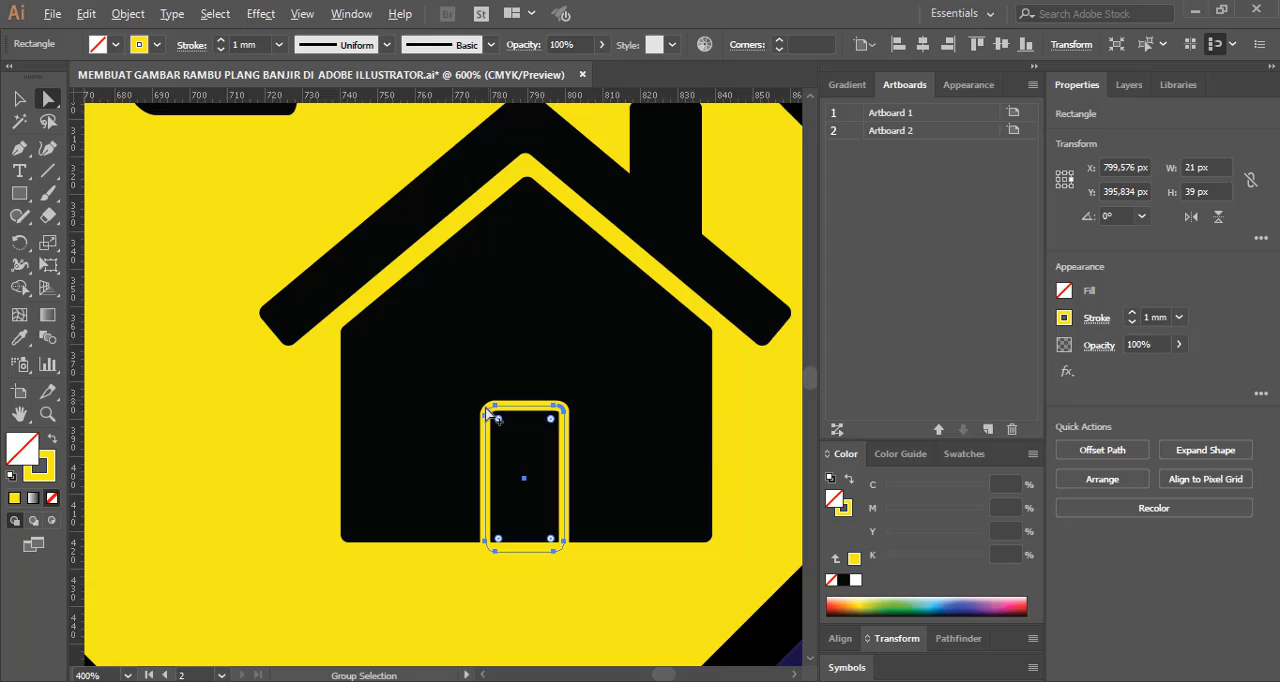 Ai File Edit Object Type Select Effect View Window Help Br St Essentials Search Adobe Stock
Rectangle Stroke: 1 mm Uniform Basic Opacity: 100% Style: Corners: Transform
MEMBUAT GAMBAR RAMBU PLANG BANJIR DI ADOBE ILLUSTRATOR.ai* @ 600% (CMYK/Preview) ×
Gradient Artboards Appearance
Properties Layers Libraries
70 680 690 700 710 720 730 740 750 760 770 780 790 800 810 820 830 840 850 86
1 Artboard 1
2 Artboard 2
Rectangle
Transform
X: 799,576 px W: 21 px
Y: 395,834 px H: 39 px
0°
Appearance
Fill
Stroke 1 mm
Opacity 100%
fx.
Quick Actions
Offset Path Expand Shape
Arrange Align to Pixel Grid
Recolor
Color Color Guide Swatches
C %
M %
Y %
K %
Align Transform Pathfinder
Symbols
400% 2 Group Selection